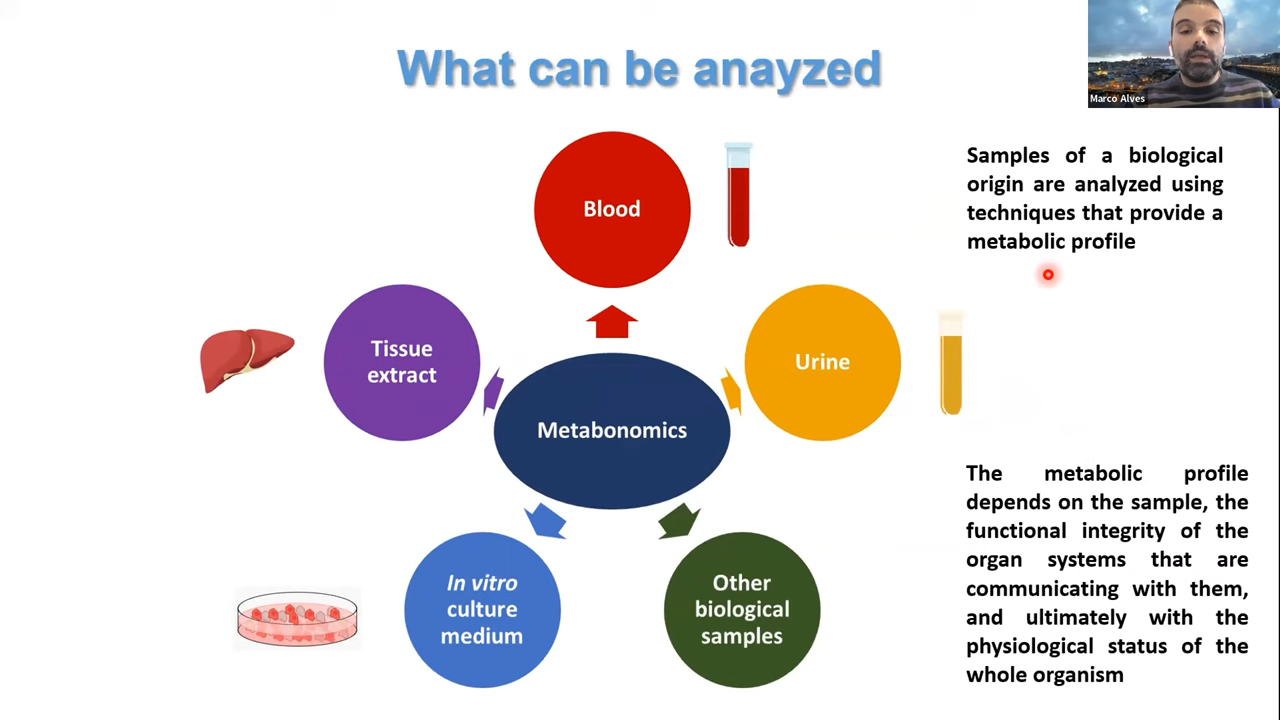 What can be anayzed
Marco Alves
Blood
Samples of a biological
origin are analyzed using
techniques that provide a
metabolic profile
Tissue
extract
Urine
Metabonomics
The metabolic profile
depends on the sample, the
functional integrity of the
organ systems that are
communicating with them,
and ultimately with the
physiological status of the
whole organism
In vitro
culture
medium
Other
biological
samples